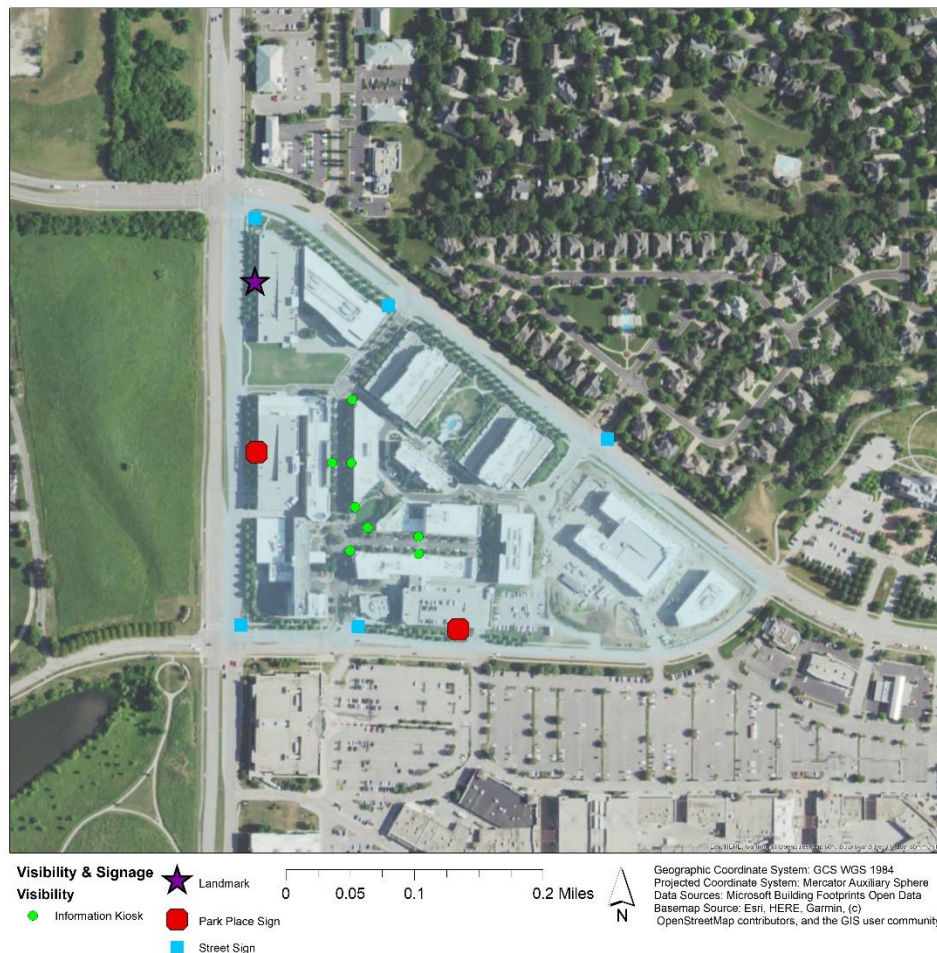 Visibility & Signage
Visibility
Information Kiosk
Landmark
Park Place Sign
Street Sign
0 0.05 0.1 0.2 Miles
N
Geographic Coordinate System: GCS WGS 1984
Projected Coordinate System: Mercator Auxiliary Sphere
Data Sources: Microsoft Building Footprints Open Data
Basemap Source: Esri, HERE, Garmin, (c)
OpenStreetMap contributors, and the GIS user community